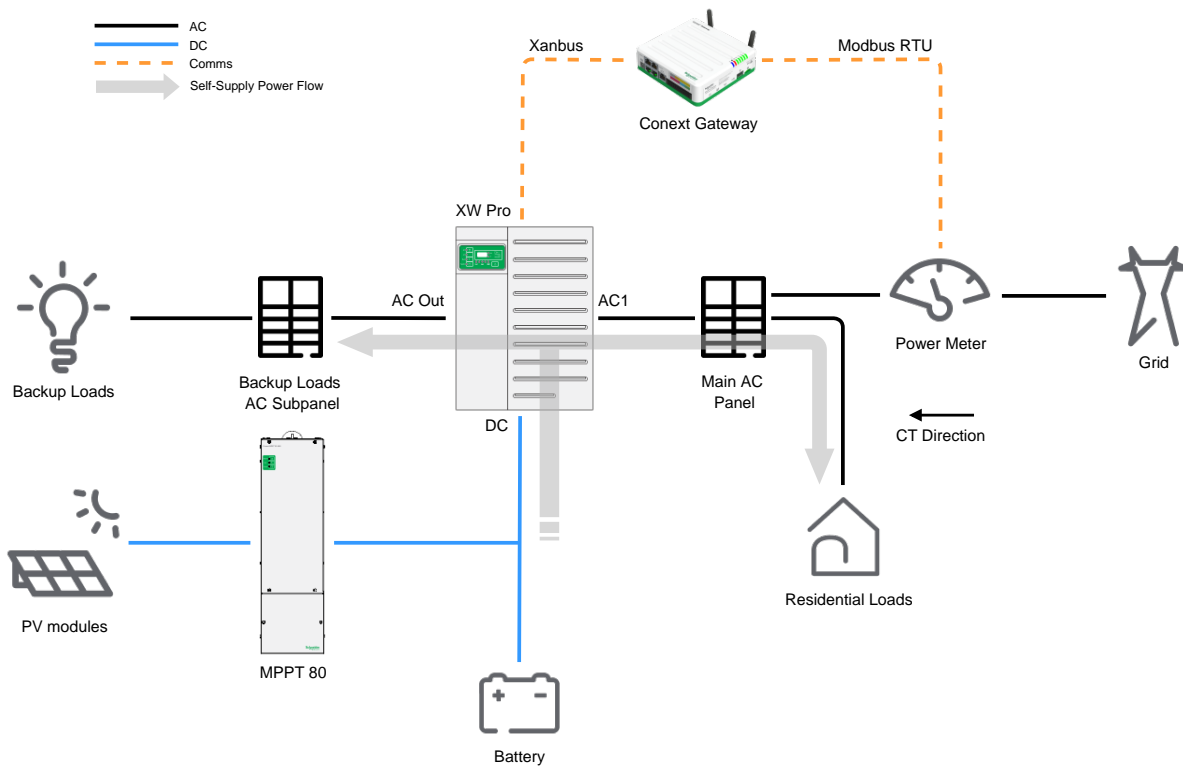 AC
DC
Comms
Self-Supply Power Flow
Xanbus
Modbus RTU
Conext Gateway
XW Pro
AC Out
AC1
Backup Loads
Backup Loads
AC Subpanel
Main AC
Panel
Power Meter
Grid
CT Direction
DC
PV modules
MPPT 80
Residential Loads
Battery